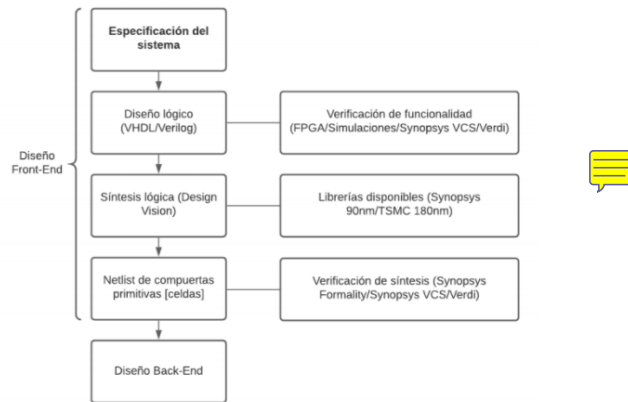 Especificación del
sistema
Diseño lógico
(VHDL/Verilog)
Verificación de funcionalidad
(FPGA/Simulaciones/Synopsys VCS/Verdi)
Diseño
Front-End
Síntesis lógica (Design
Vision)
Librerías disponibles (Synopsys
90nm/TSMC 180nm)
Netlist de compuertas
primitivas [celdas]
Verificación de síntesis (Synopsys
Formality/Synopsys VCS/Verdi)
Diseño Back-End